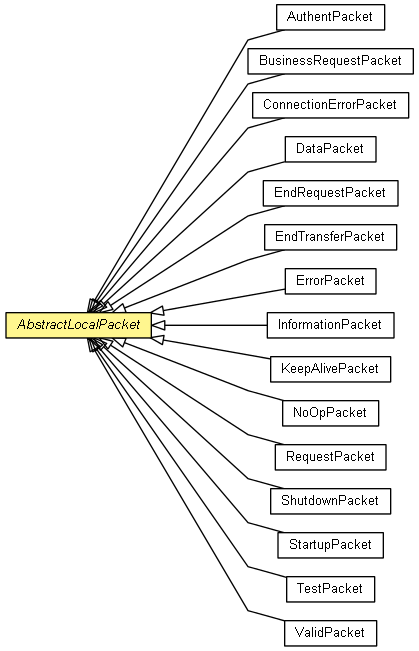 AuthentPacket
BusinessRequestPacket
ConnectionErrorPacket
DataPacket
EndRequestPacket
EndTransferPacket
ErrorPacket
AbstractLocalPacket
InformationPacket
KeepAlivePacket
NoOpPacket
RequestPacket
ShutdownPacket
StartupPacket
TestPacket
ValidPacket